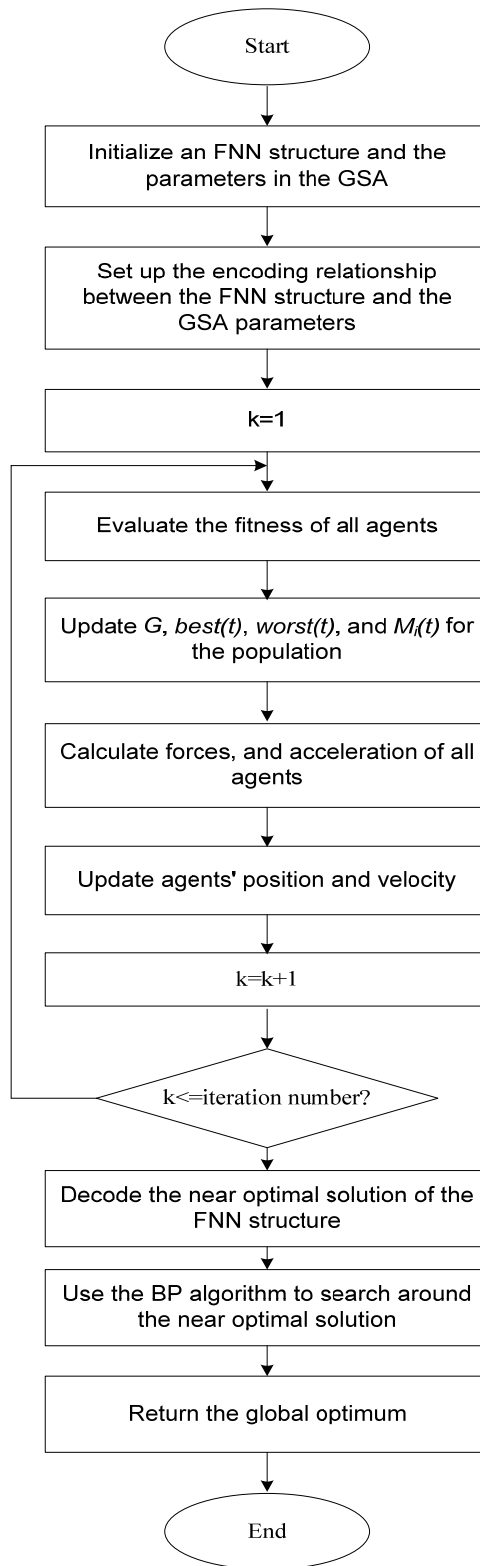 Start
Initialize an FNN structure and the
parameters in the GSA
Set up the encoding relationship
between the FNN structure and the
GSA parameters
k=1
Evaluate the fitness of all agents
Update G, best(t), worst(t), and Mi(t) for
the population
Calculate forces, and acceleration of all
agents
Update agents' position and velocity
k=k+1
k<=iteration number?
Decode the near optimal solution of the
FNN structure
Use the BP algorithm to search around
the near optimal solution
Return the global optimum
End